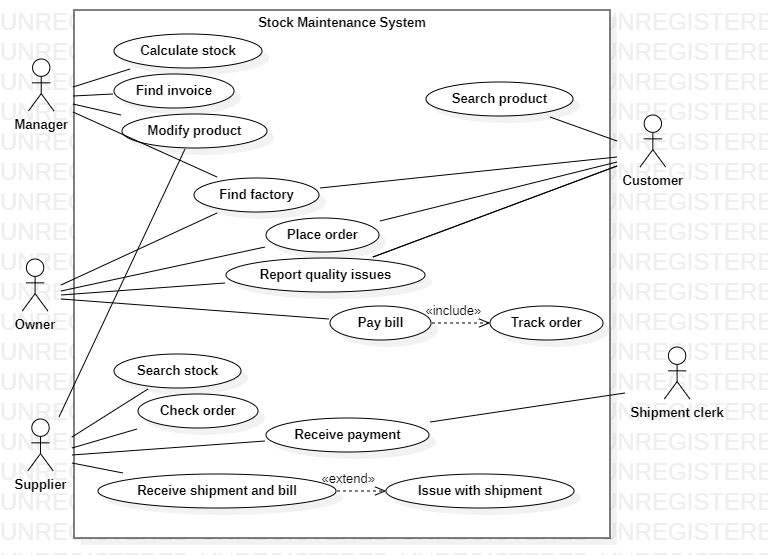 Stock Maintenance System
Calculate stock
Find invoice
Search product
Manager
Modify product
Customer
Find factory
Place order
Report quality issues
«include»
Owner
Pay bill
Track order
Search stock
Check order
Shipment clerk
Receive payment
«extend»
Supplier
Receive shipment and bill
Issue with shipment
UNREGISTERE